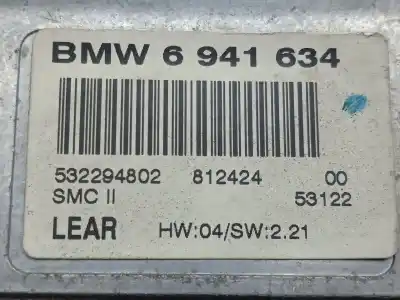 BMW 6 941 634
532294802 812424 00
SMC II 53122
LEAR HW:04/SW:2.21